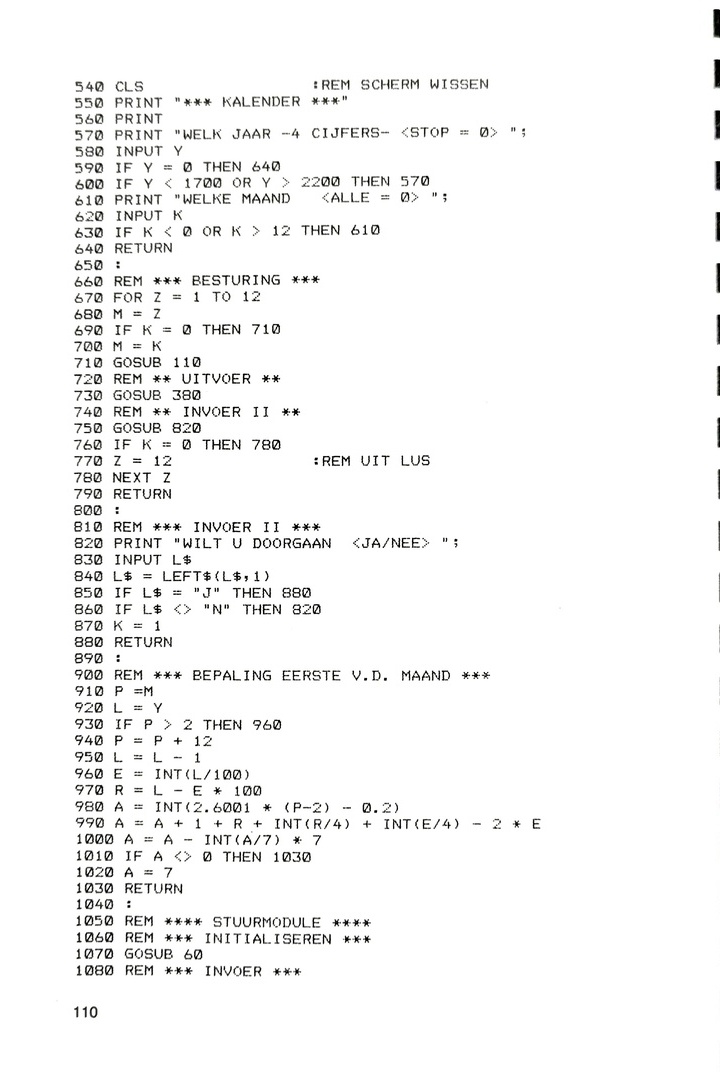 540 CLS                  :REM SCHERM WISSEN
550 PRINT "*** KALENDER ***"
560 PRINT
570 PRINT "WELK JAAR -4 CIJFERS- <STOP = 0> ";
580 INPUT Y
590 IF Y = 0 THEN 640
600 IF Y < 1700 OR Y > 2200 THEN 570
610 PRINT "WELKE MAAND   <ALLE = 0> ";
620 INPUT K
630 IF K < 0 OR K > 12 THEN 610
640 RETURN
650 :
660 REM *** BESTURING ***
670 FOR Z = 1 TO 12
680 M = Z
690 IF K = 0 THEN 710
700 M = K
710 GOSUB 110
720 REM ** UITVOER **
730 GOSUB 380
740 REM ** INVOER II **
750 GOSUB 820
760 IF K = 0 THEN 780
770 Z = 12               :REM UIT LUS
780 NEXT Z
790 RETURN
800 :
810 REM *** INVOER II ***
820 PRINT "WILT U DOORGAAN  <JA/NEE> ";
830 INPUT L$
840 L$ = LEFT$(L$,1)
850 IF L$ = "J" THEN 880
860 IF L$ <> "N" THEN 820
870 K = 1
880 RETURN
890 :
900 REM *** BEPALING EERSTE V.D. MAAND ***
910 P =M
920 L = Y
930 IF P > 2 THEN 960
940 P = P + 12
950 L = L - 1
960 E = INT(L/100)
970 R = L - E * 100
980 A = INT(2.6001 * (P-2) - 0.2)
990 A = A + 1 + R + INT(R/4) + INT(E/4) - 2 * E
1000 A = A - INT(A/7) * 7
1010 IF A <> 0 THEN 1030
1020 A = 7
1030 RETURN
1040 :
1050 REM **** STUURMODULE ****
1060 REM *** INITIALISEREN ***
1070 GOSUB 60
1080 REM *** INVOER ***
110